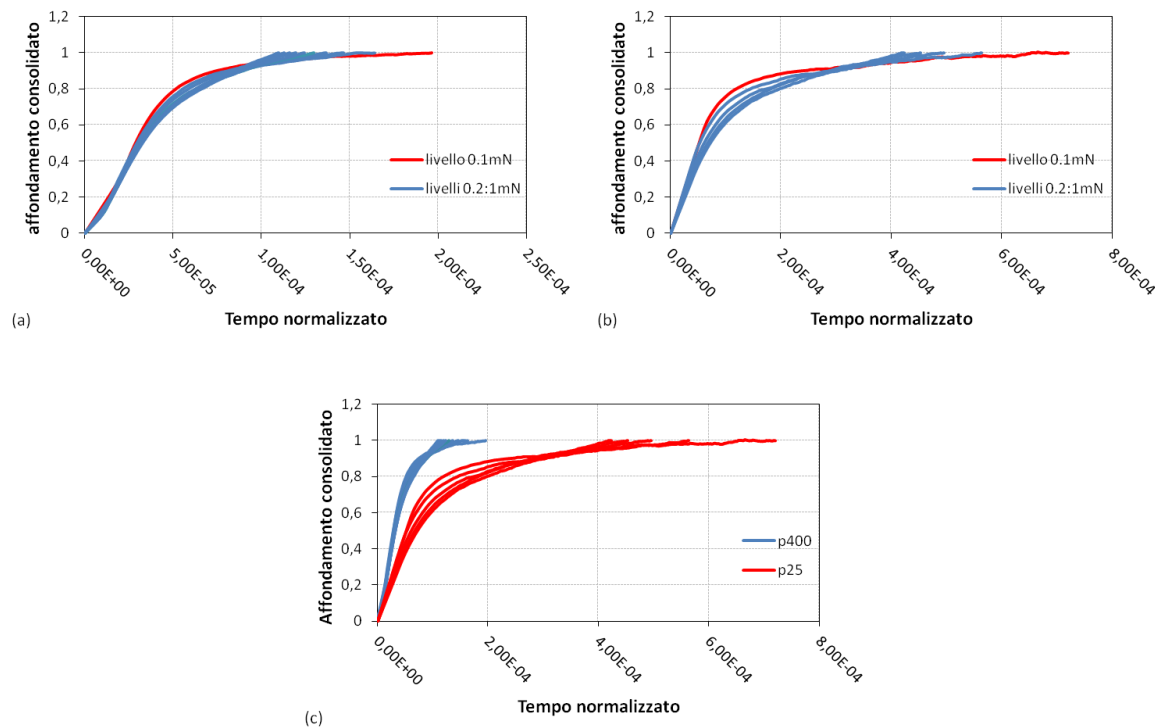 1,2
1
0,8
0,6
0,4
0,2
0
affondamento consolidato
livello 0.1mN
livelli 0.2:1mN
0,00E+00
5,00E-05
1,00E-04
1,50E-04
2,00E-04
2,50E-04
Tempo normalizzato
(a)
1,2
1
0,8
0,6
0,4
0,2
0
affondamento consolidato
livello 0.1mN
livelli 0.2:1mN
0,00E+00
2,00E-04
4,00E-04
6,00E-04
8,00E-04
Tempo normalizzato
(b)
1,2
1
0,8
0,6
0,4
0,2
0
Affondamento consolidato
p400
p25
0,00E+00
2,00E-04
4,00E-04
6,00E-04
8,00E-04
Tempo normalizzato
(c)